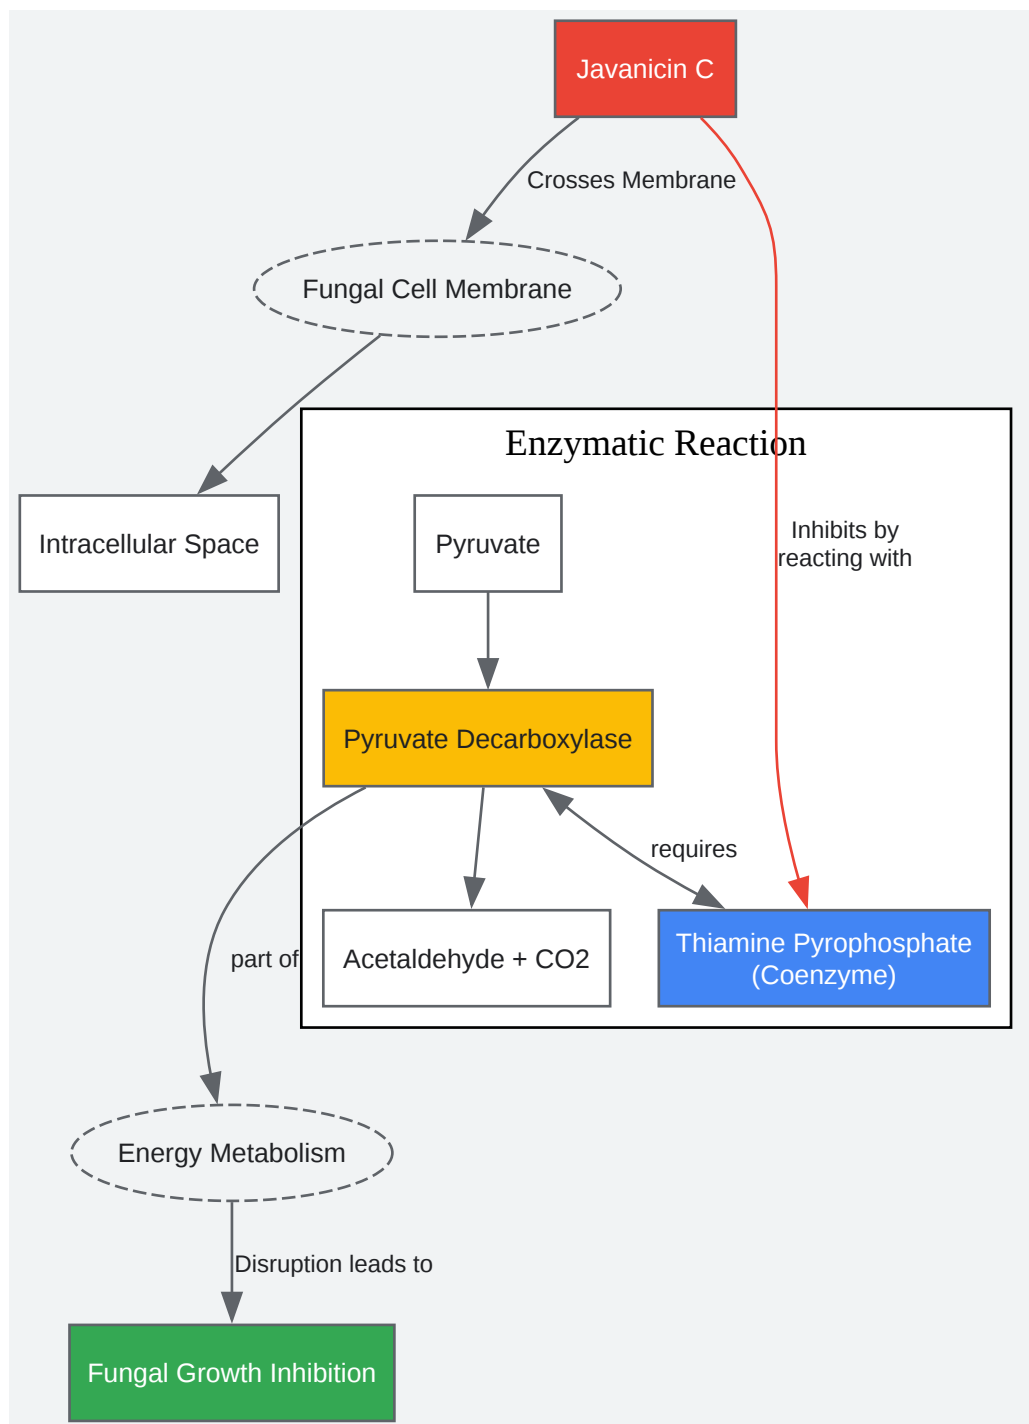 Javanicin C
Crosses Membrane
Fungal Cell Membrane
Enzymatic Reaction
Intracellular Space
Pyruvate
Inhibits by
reacting with
Pyruvate Decarboxylase
requires
part of
Acetaldehyde + CO2
Thiamine Pyrophosphate
(Coenzyme)
Energy Metabolism
Disruption leads to
Fungal Growth Inhibition